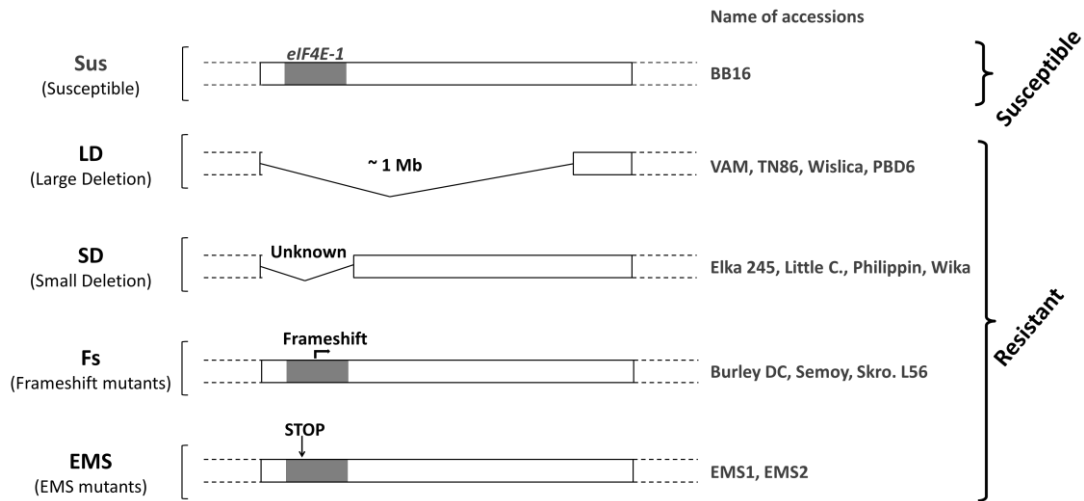 Name of accessions
Sus
(Susceptible)
eIF4E-1
BB16
Susceptible
LD
(Large Deletion)
~ 1 Mb
VAM, TN86, Wislica, PBD6
SD
(Small Deletion)
Unknown
Elka 245, Little C., Philippin, Wika
Resistant
Fs
(Frameshift mutants)
Frameshift
Burley DC, Semoy, Skro. L56
EMS
(EMS mutants)
STOP
EMS1, EMS2